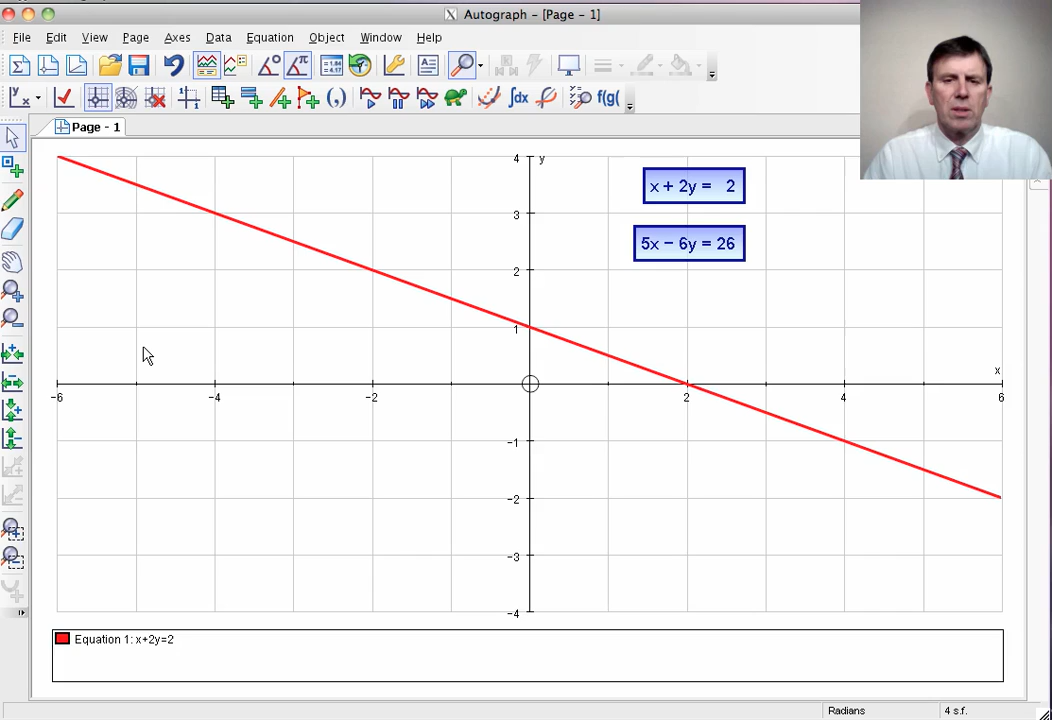 Autograph - [Page - 1]
File Edit View Page Axes Data Equation Object Window Help
Page - 1
x + 2y = 2
5x − 6y = 26
y
x
4
3
2
1
-6 -4 -2 2 4 6
−1
−2
−3
−4
Equation 1: x+2y=2
Radians 4 s.f.